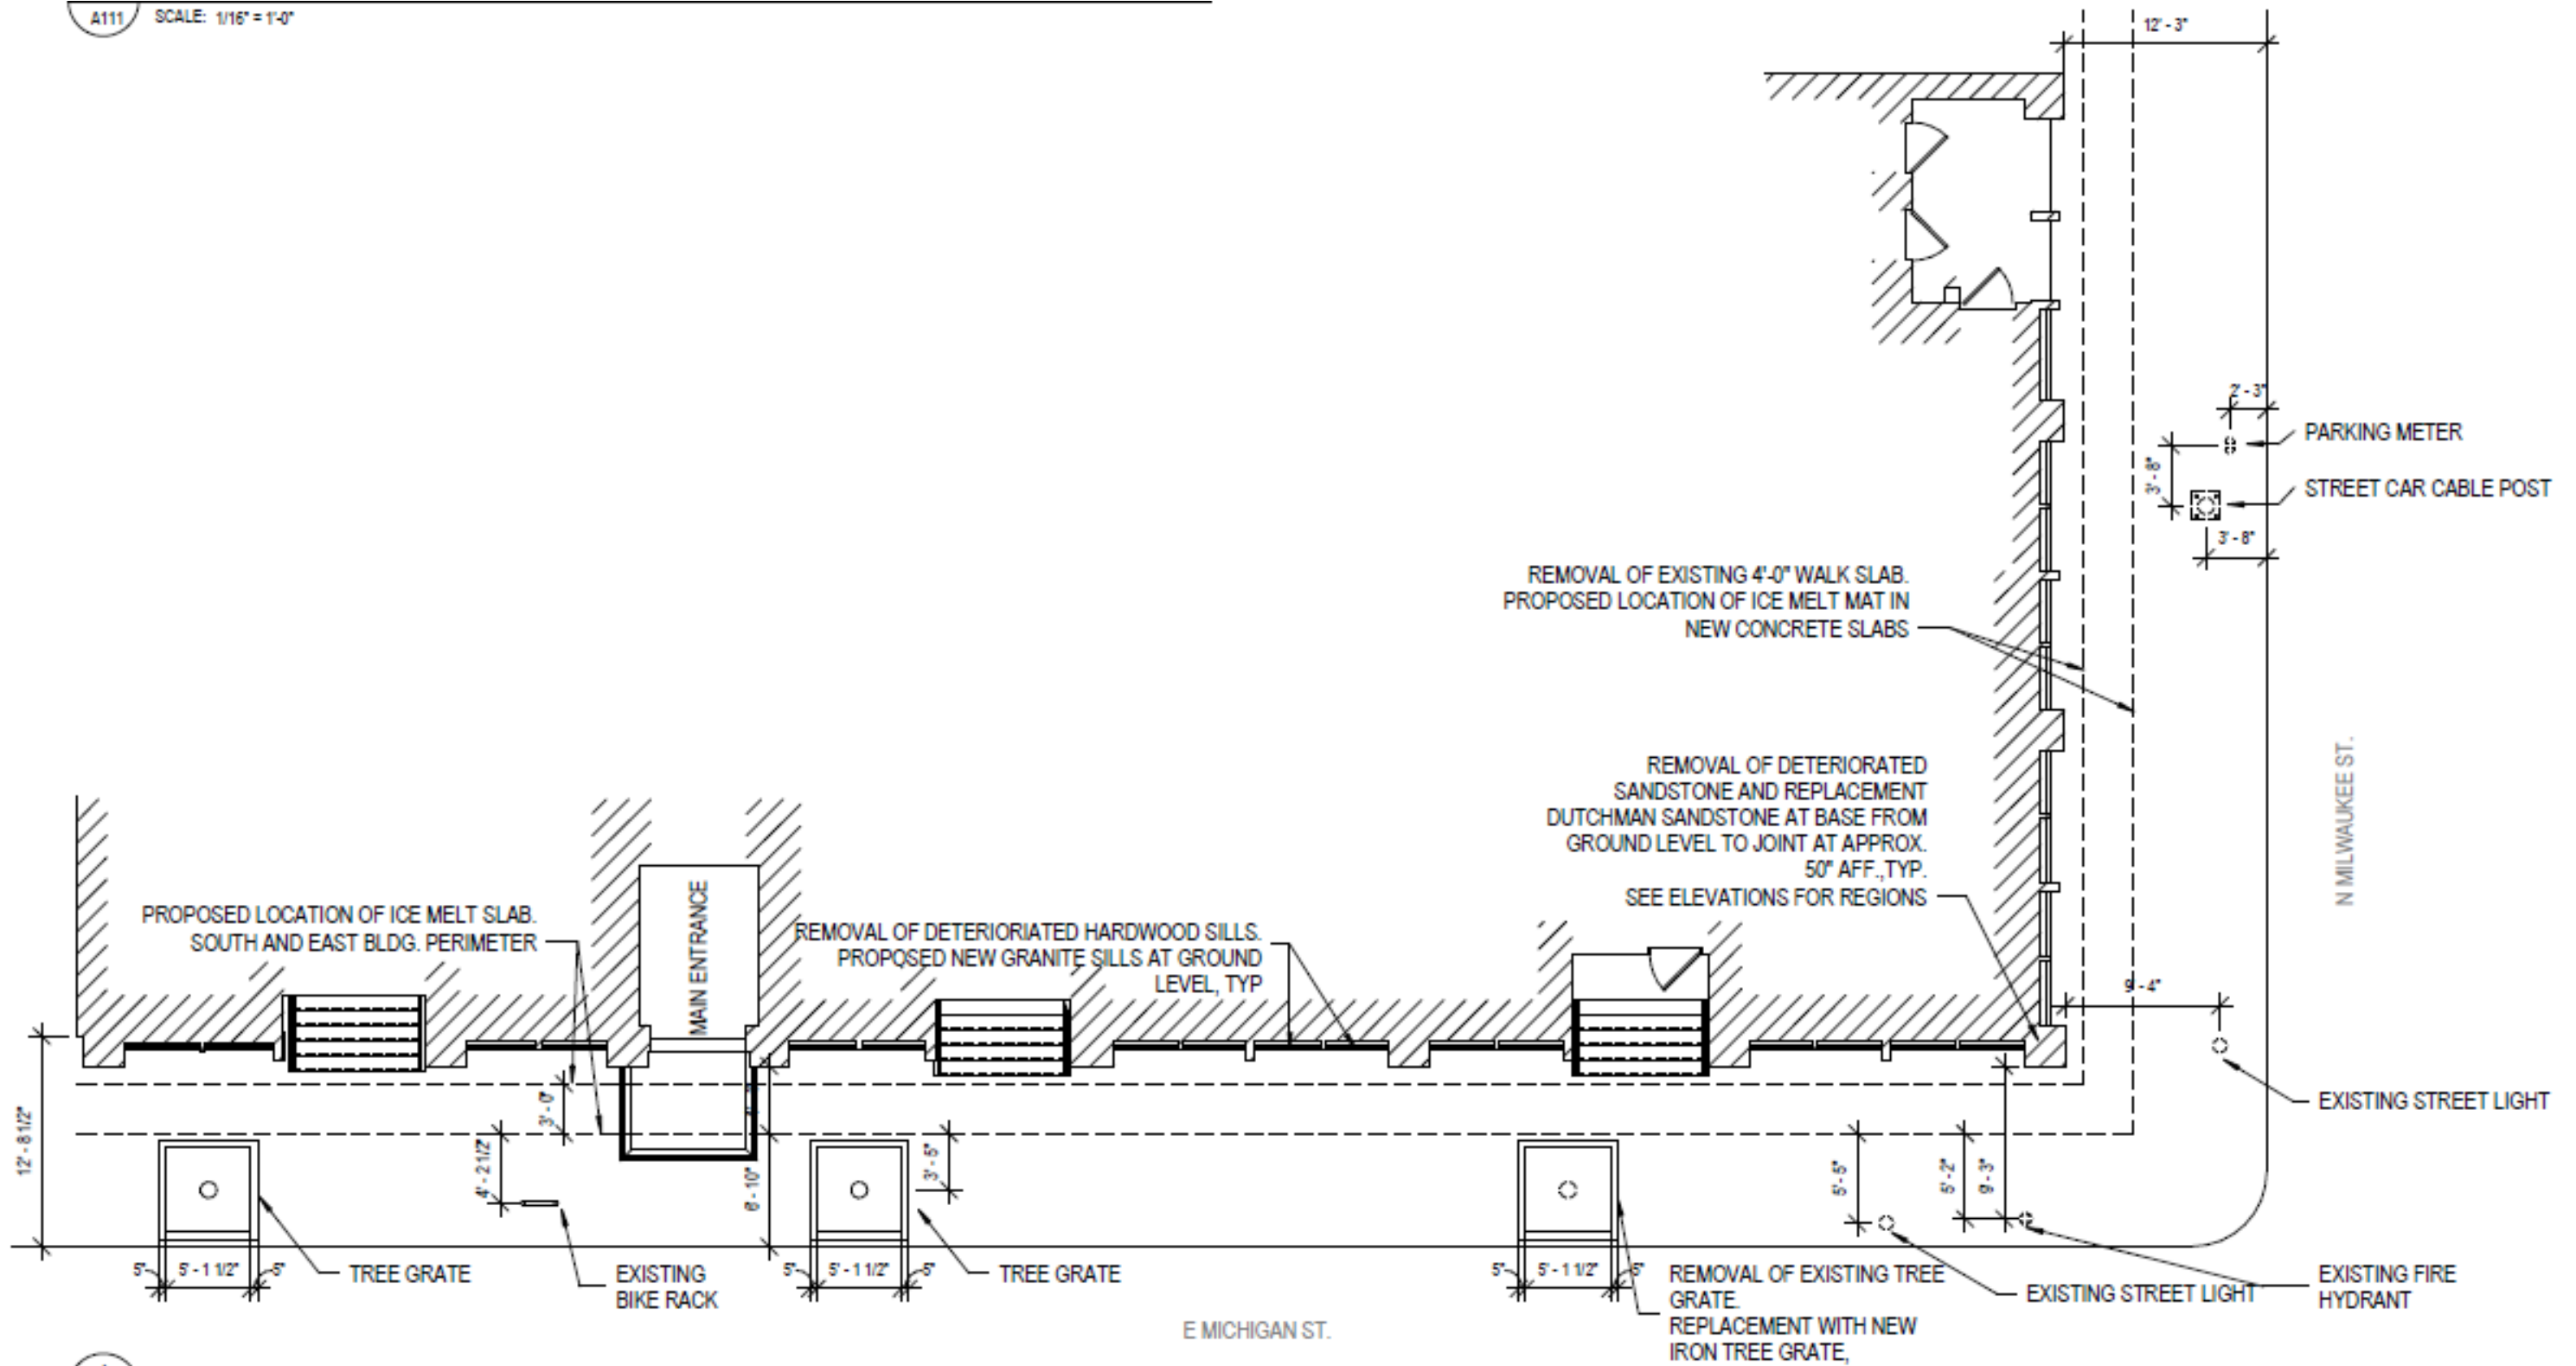 A111
SCALE: 1/16" = 1'-0"
12' - 3"
2' - 3"
PARKING METER
3' - 8"
STREET CAR CABLE POST
3' - 8"
REMOVAL OF EXISTING 4'-0" WALK SLAB.
PROPOSED LOCATION OF ICE MELT MAT IN
NEW CONCRETE SLABS
REMOVAL OF DETERIORATED
SANDSTONE AND REPLACEMENT
DUTCHMAN SANDSTONE AT BASE FROM
GROUND LEVEL TO JOINT AT APPROX.
50" AFF.,TYP.
SEE ELEVATIONS FOR REGIONS
N MILWAUKEE ST.
PROPOSED LOCATION OF ICE MELT SLAB.
SOUTH AND EAST BLDG. PERIMETER
MAIN ENTRANCE
REMOVAL OF DETERIORIATED HARDWOOD SILLS.
PROPOSED NEW GRANITE SILLS AT GROUND
LEVEL, TYP
9' - 4"
EXISTING STREET LIGHT
12' - 8 1/2"
3' - 0"
4' - 2 1/2"
6' - 10"
3' - 5"
5' - 5"
5' - 2"
9' - 3"
5"
5' - 1 1/2"
5"
TREE GRATE
EXISTING
BIKE RACK
5"
5' - 1 1/2"
5"
TREE GRATE
5"
5' - 1 1/2"
5"
REMOVAL OF EXISTING TREE
GRATE.
REPLACEMENT WITH NEW
IRON TREE GRATE,
EXISTING STREET LIGHT
EXISTING FIRE
HYDRANT
E MICHIGAN ST.